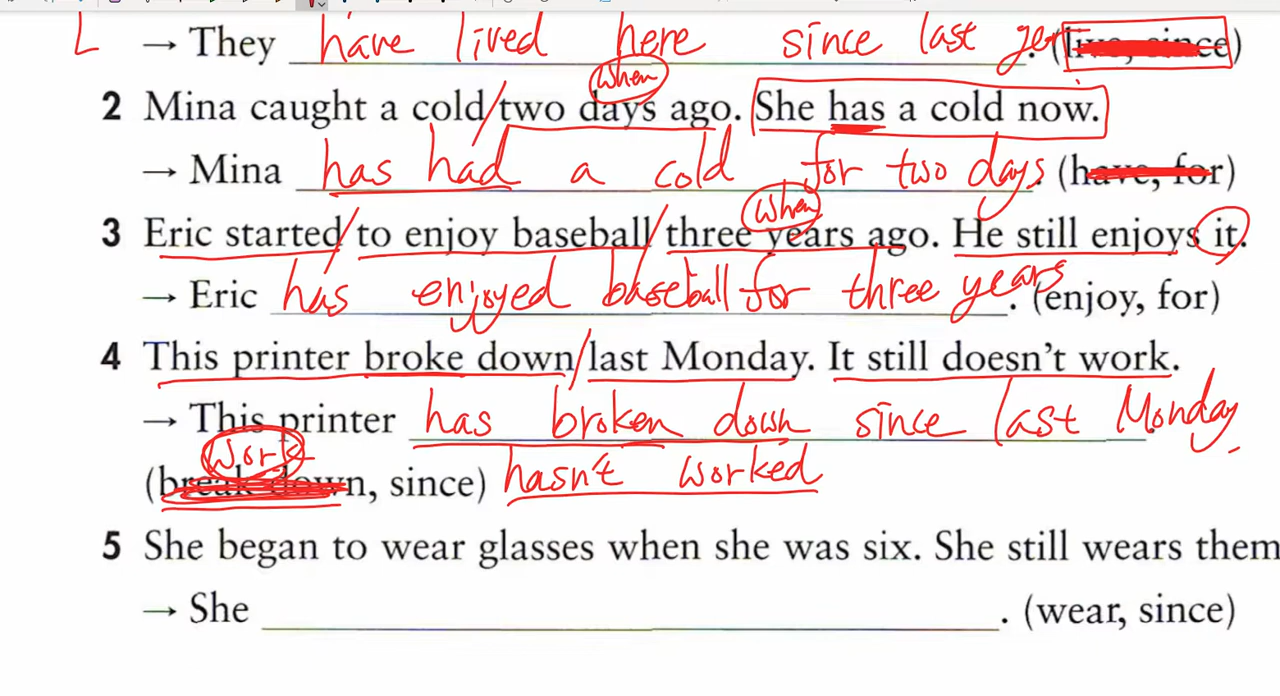 L → They have lived here since last year. (live, since)
when
2 Mina caught a cold/two days ago. She has a cold now.
→ Mina has had a cold for two days. (have, for)
when
3 Eric started/to enjoy baseball/three years ago. He still enjoys it.
→ Eric has enjoyed baseball for three years. (enjoy, for)
4 This printer broke down/last Monday. It still doesn't work.
→ This printer has broken down since last Monday.
work
(break down, since) hasn't worked
5 She began to wear glasses when she was six. She still wears them
→ She ____. (wear, since)